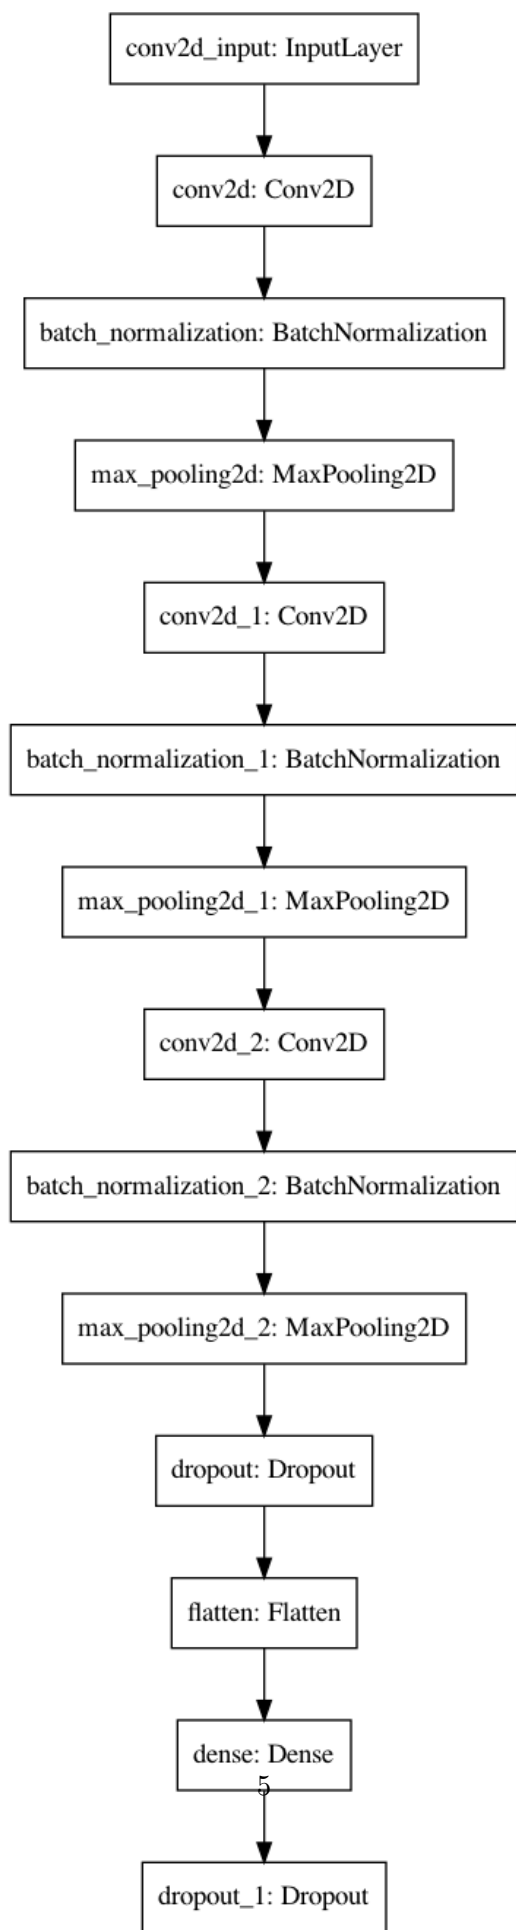 conv2d_input: InputLayer
conv2d: Conv2D
batch_normalization: BatchNormalization
max_pooling2d: MaxPooling2D
conv2d_1: Conv2D
batch_normalization_1: BatchNormalization
max_pooling2d_1: MaxPooling2D
conv2d_2: Conv2D
batch_normalization_2: BatchNormalization
max_pooling2d_2: MaxPooling2D
dropout: Dropout
flatten: Flatten
dense: Dense
5
dropout_1: Dropout